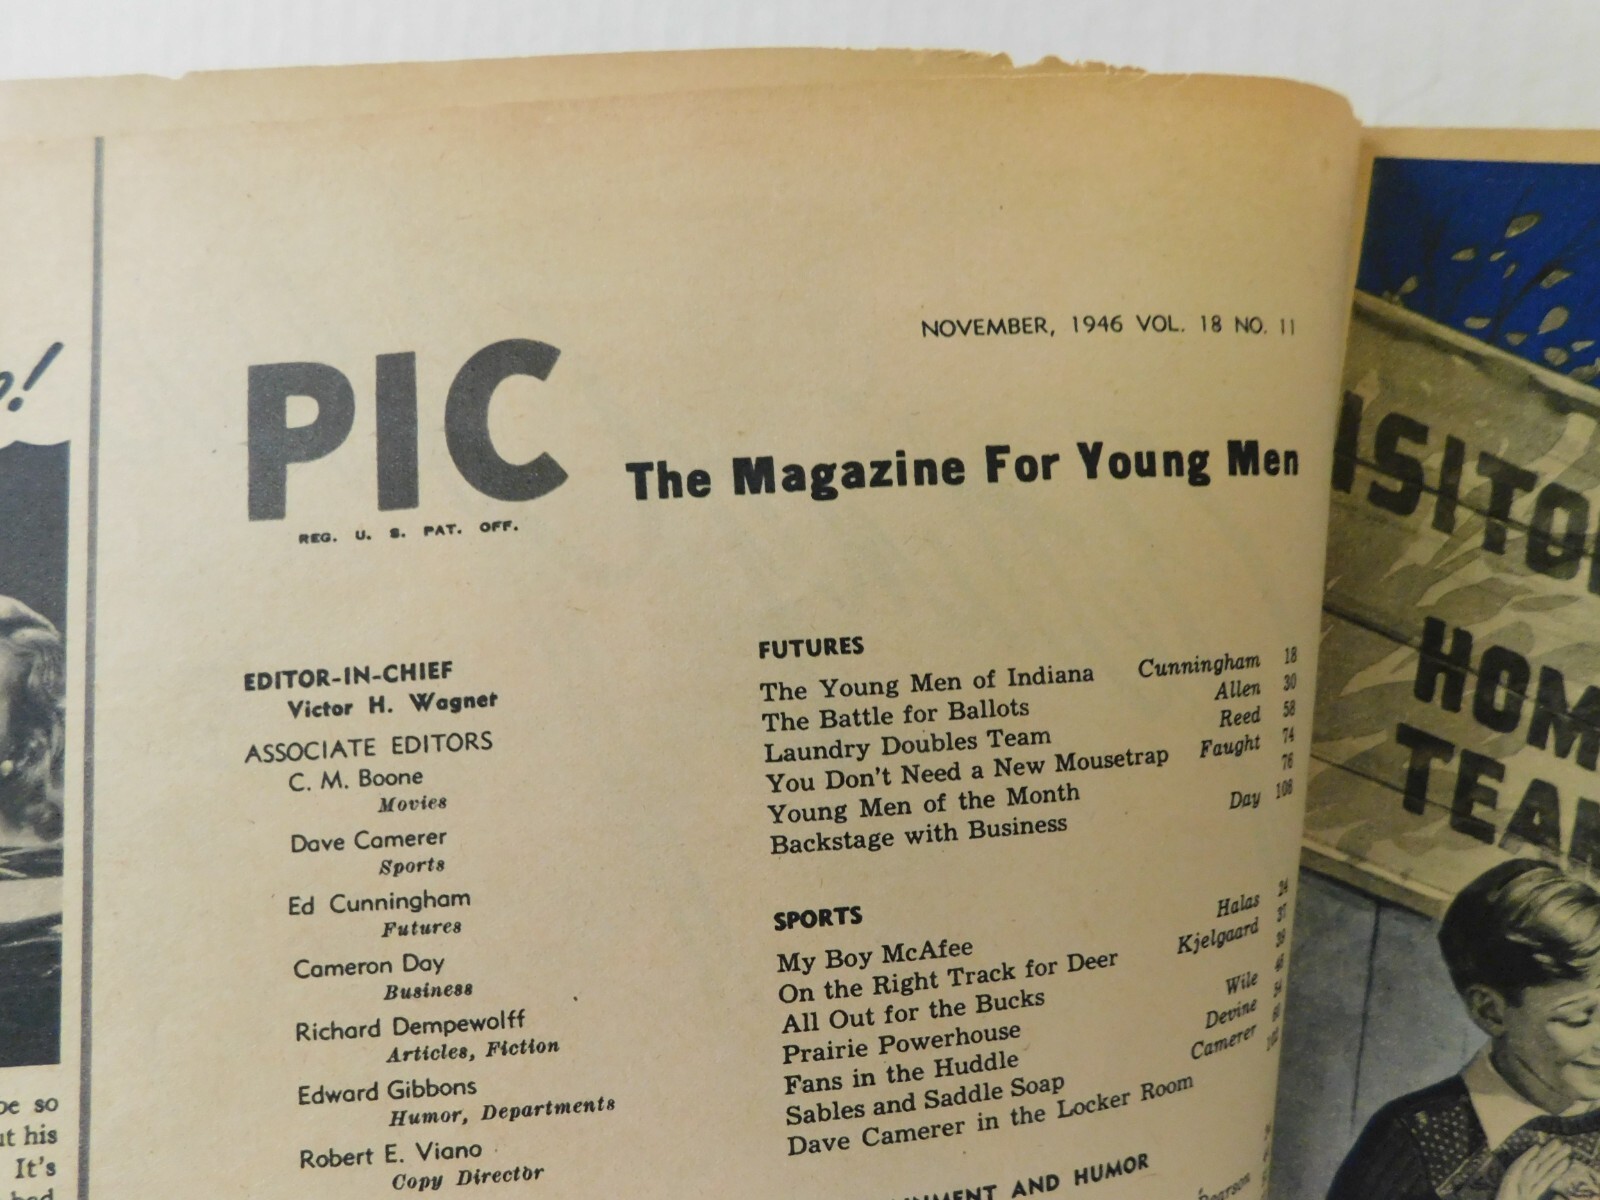 NOVEMBER, 1946 VOL. 18 NO. 11
PIC
REG. U. S. PAT. OFF.
The Magazine For Young Men
EDITOR-IN-CHIEF
Victor H. Wagner
ASSOCIATE EDITORS
C. M. Boone
Movies
Dave Camerer
Sports
Ed Cunningham
Futures
Cameron Day
Business
Richard Dempewolff
Articles, Fiction
Edward Gibbons
Humor, Departments
Robert E. Viano
Copy Director
FUTURES
The Young Men of Indiana Cunningham 18
The Battle for Ballots Allen 30
Laundry Doubles Team Reed 58
You Don't Need a New Mousetrap Faught 74
Young Men of the Month 76
Backstage with Business Day 108
SPORTS
My Boy McAfee Halas 24
On the Right Track for Deer Kjelgaard 37
All Out for the Bucks 39
Prairie Powerhouse Wile
Fans in the Huddle Devine
Sables and Saddle Soap Camerer
Dave Camerer in the Locker Room
AND HUMOR
so
his
It's
HOM
TEA